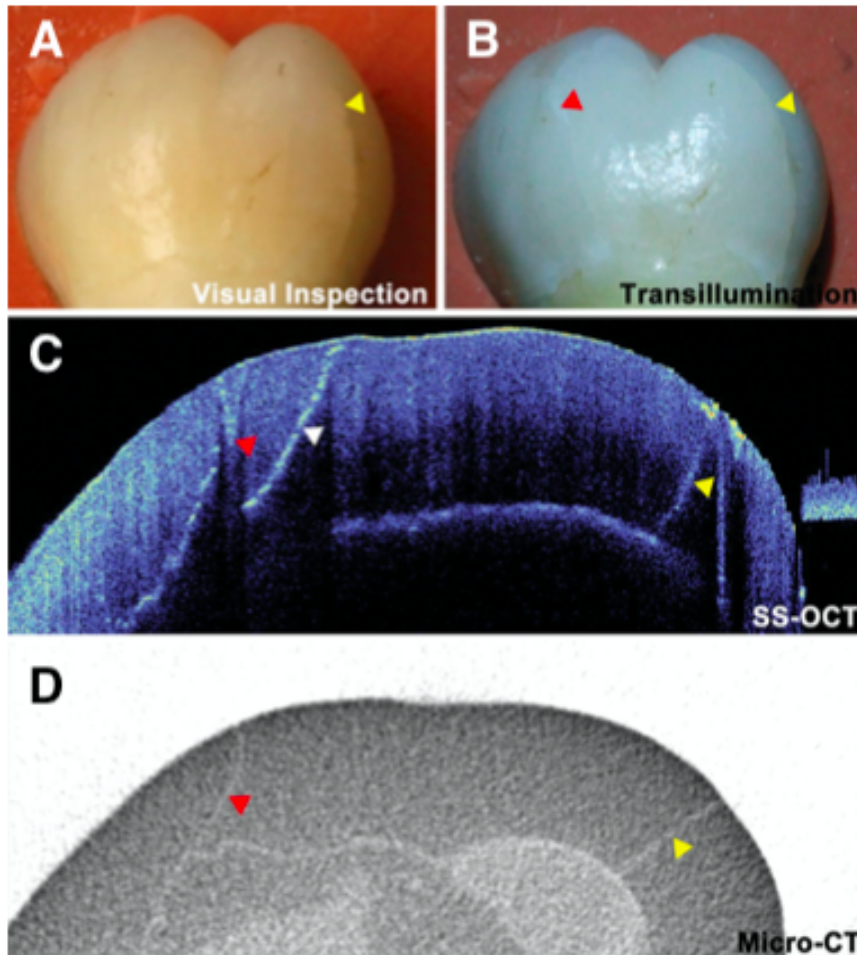 A
Visual Inspection
B
Transillumination
C
SS-OCT
D
Micro-CT